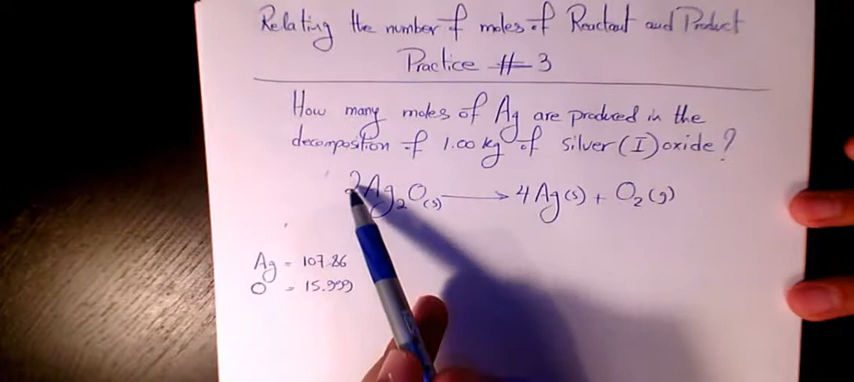 Relating the number of moles of Reactant and Product
Practice # 3
How many moles of Ag are produced in the
decomposition of 1.00 kg of silver (I) oxide?
2Ag₂O(s) → 4Ag(s) + O₂(g)
Ag = 107.86
O = 15.999